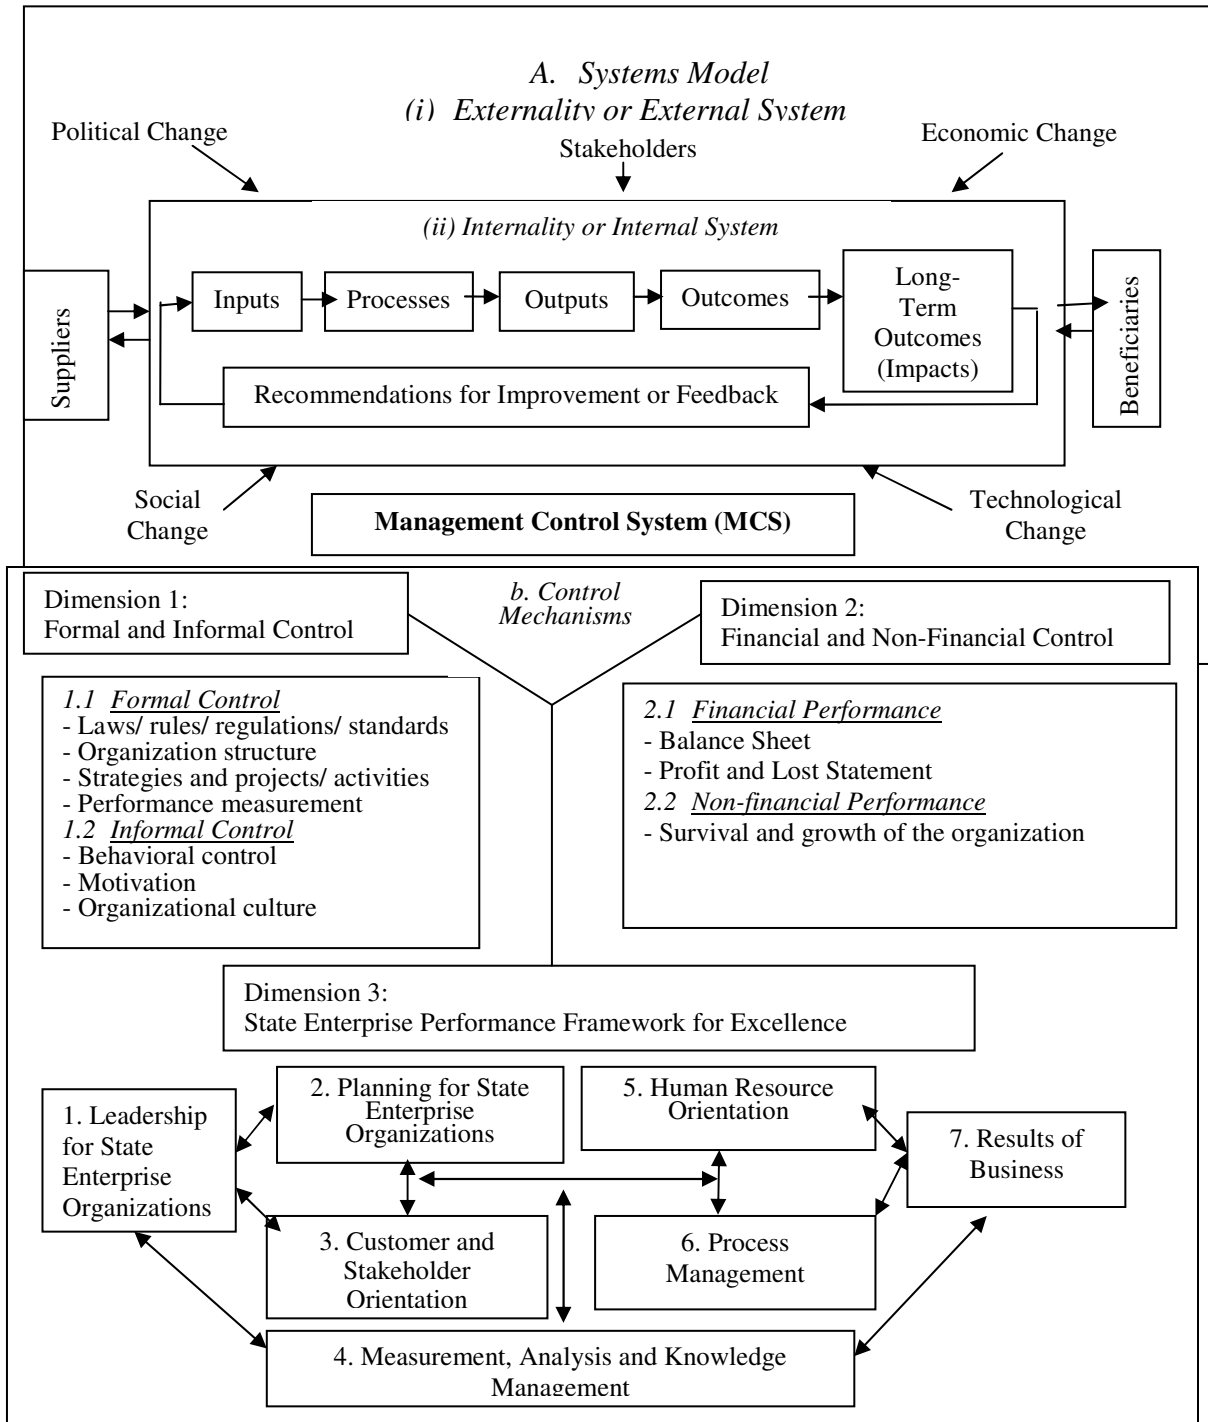 A. Systems Model
(i) Externality or External System
Political Change
Stakeholders
Economic Change
(ii) Internality or Internal System
Suppliers
Inputs
Processes
Outputs
Outcomes
Long-
Term
Outcomes
(Impacts)
Beneficiaries
Recommendations for Improvement or Feedback
Social
Change
Management Control System (MCS)
Technological
Change
Dimension 1:
Formal and Informal Control
b. Control
Mechanisms
Dimension 2:
Financial and Non-Financial Control
1.1 Formal Control
- Laws/ rules/ regulations/ standards
- Organization structure
- Strategies and projects/ activities
- Performance measurement
1.2 Informal Control
- Behavioral control
- Motivation
- Organizational culture
2.1 Financial Performance
- Balance Sheet
- Profit and Lost Statement
2.2 Non-financial Performance
- Survival and growth of the organization
Dimension 3:
State Enterprise Performance Framework for Excellence
1. Leadership
for State
Enterprise
Organizations
2. Planning for State
Enterprise
Organizations
5. Human Resource
Orientation
7. Results of
Business
3. Customer and
Stakeholder
Orientation
6. Process
Management
4. Measurement, Analysis and Knowledge
Management